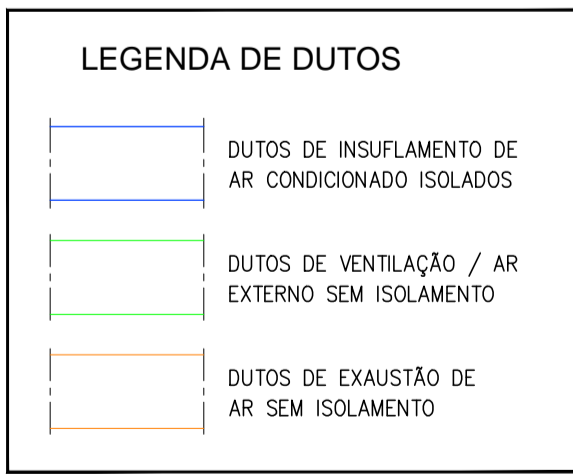 LEGENDA DE DUTOS
DUTOS DE INSUFLAMENTO DE
AR CONDICIONADO ISOLADOS
DUTOS DE VENTILAÇÃO / AR
EXTERNO SEM ISOLAMENTO
DUTOS DE EXAUSTÃO DE
AR SEM ISOLAMENTO